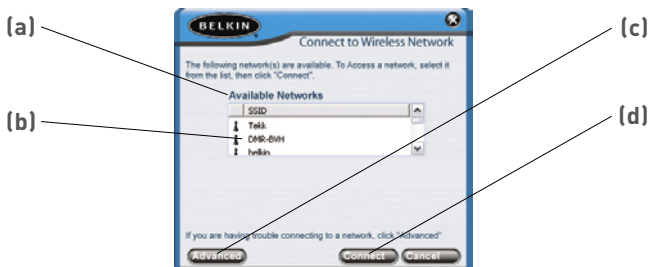 (a)
(b)
(c)
(d)
BELKIN
Connect to Wireless Network
The following network(s) are available. To Access a network, select it
from the list, then click "Connect".
Available Networks
SSID
Tekk
DMR-BVH
belkin
If you are having trouble connecting to a network, click "Advanced"
Advanced
Connect
Cancel